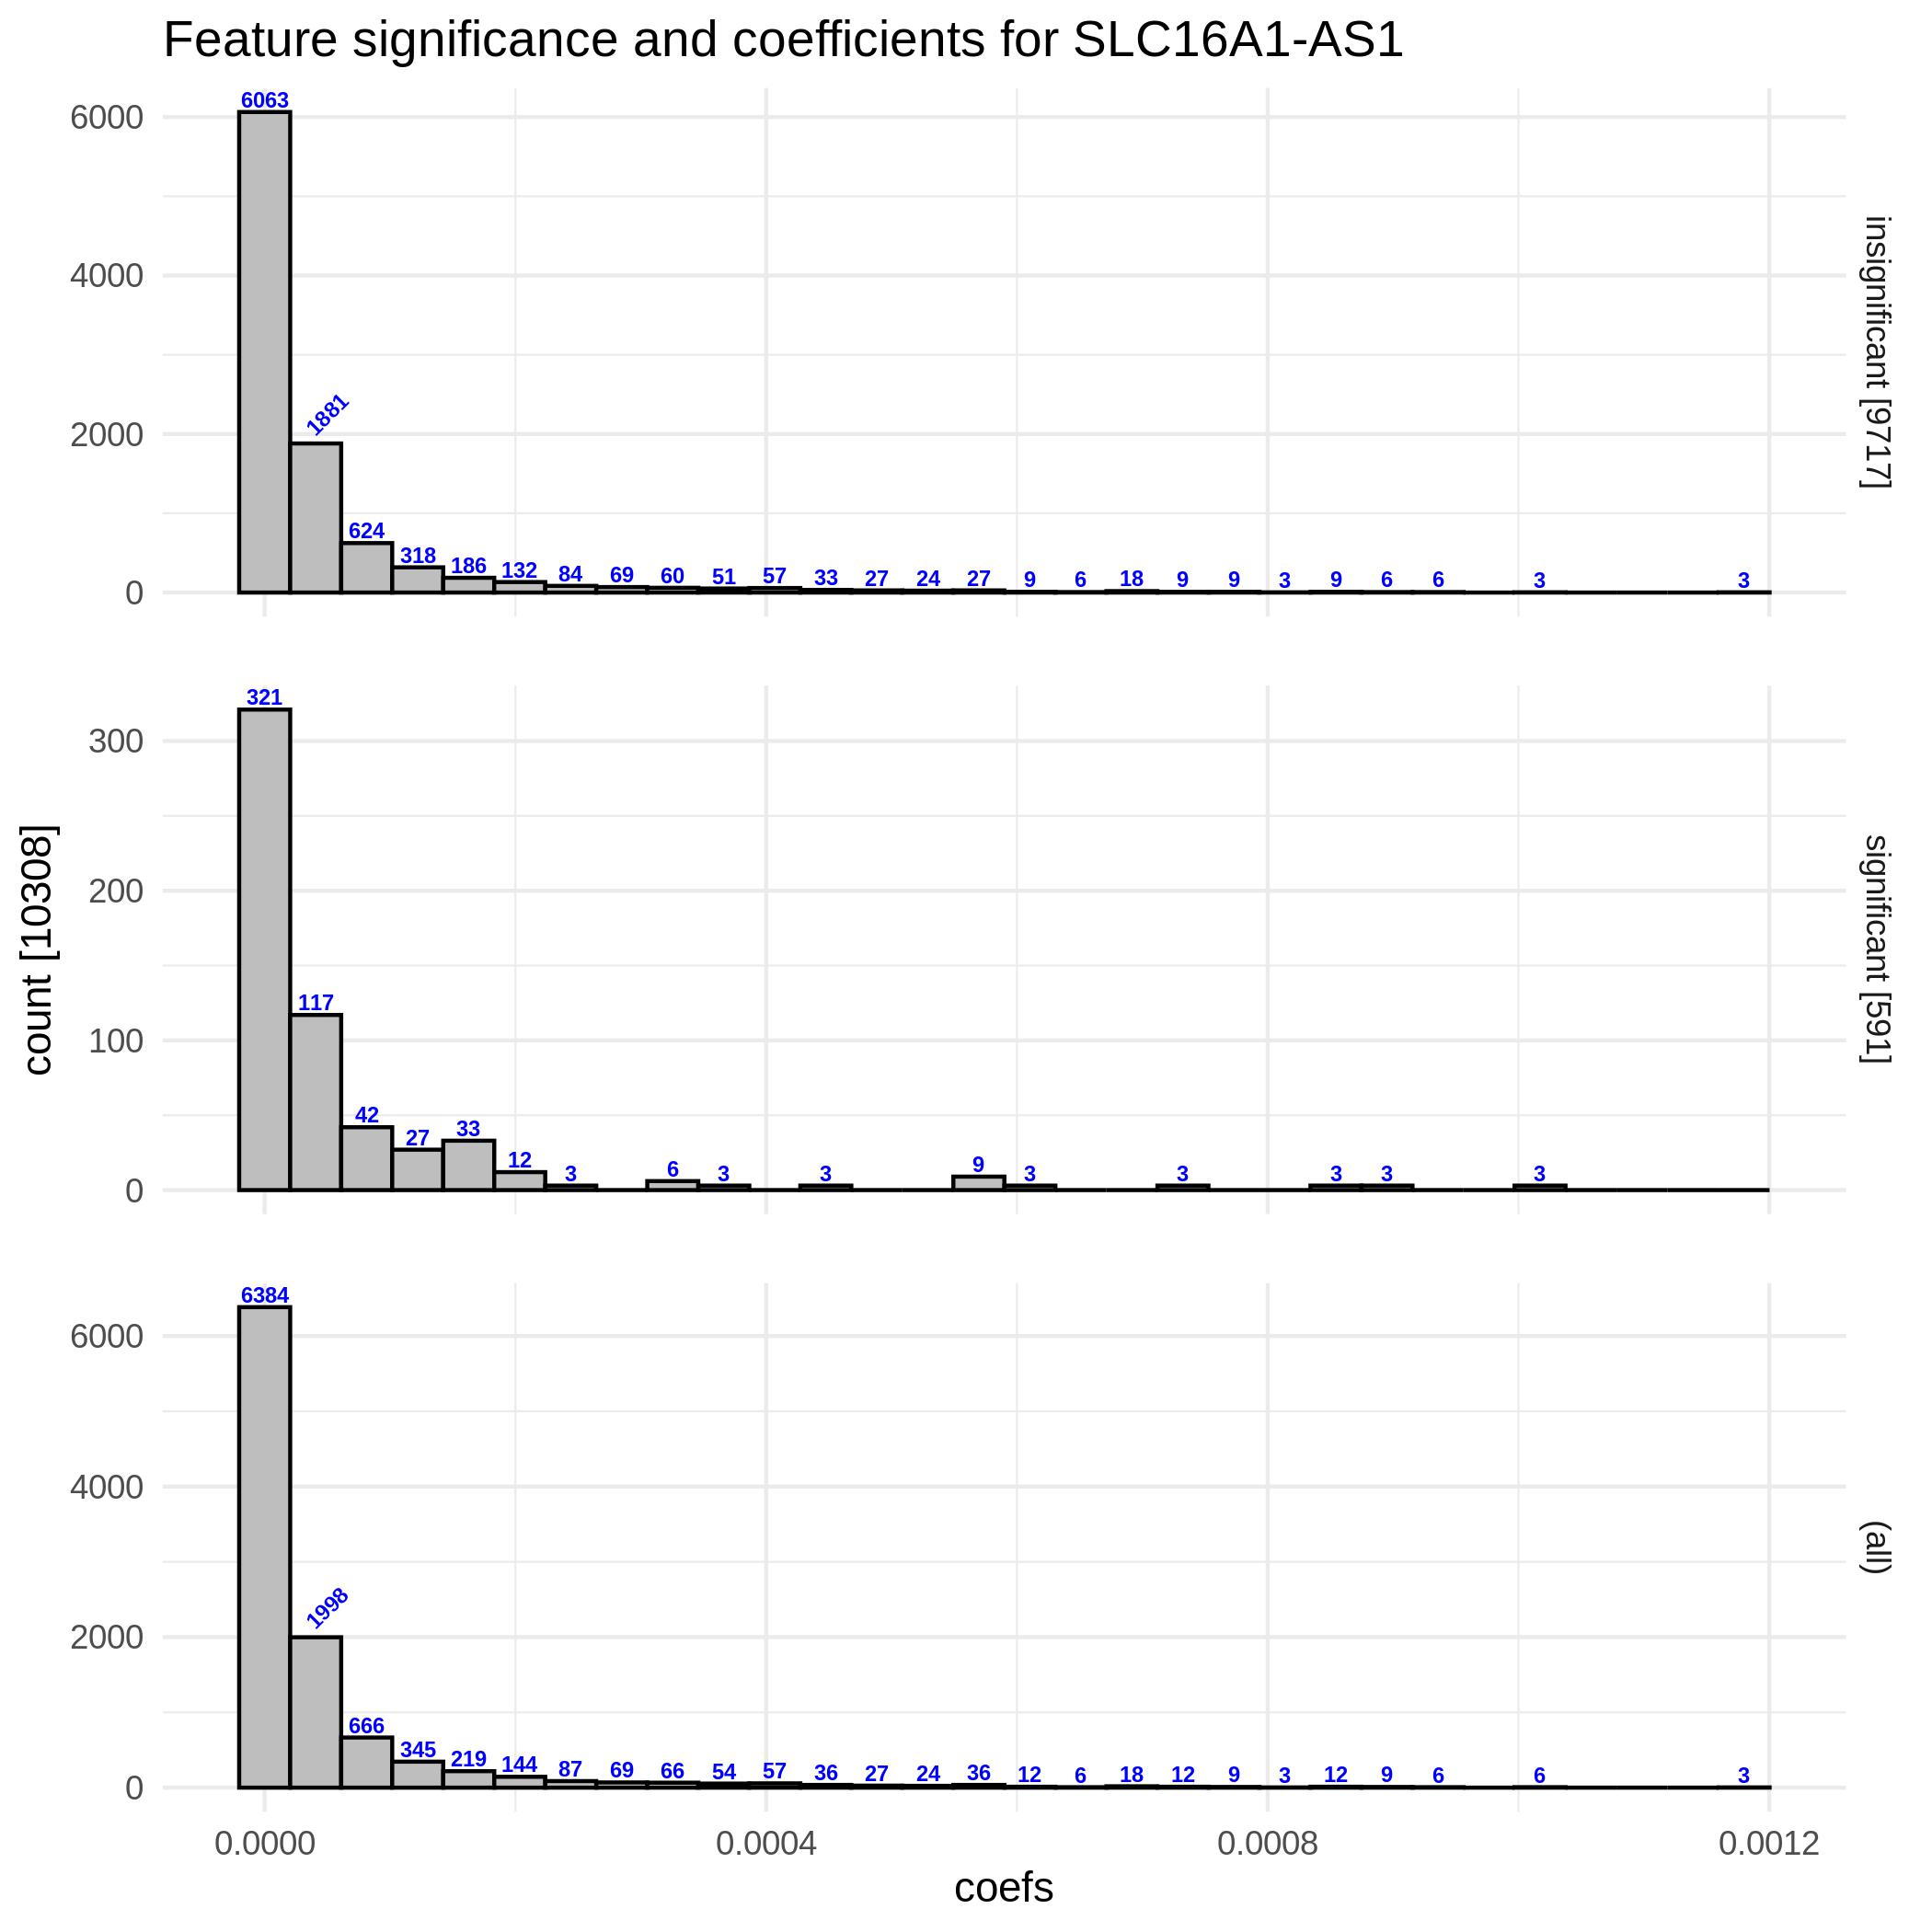 Feature significance and coefficients for SLC16A1-AS1
6063
1881
624 318 186 132 84 69 60 51 57 33 27 24 27 9 6 18 9 9 3 9 6 6 3 3
6000
4000
2000
0
insignificant [9717]
321
117
42 27 33 12 3 6 3 3 9 3 3 3 3 3
300
200
100
0
significant [591]
count [10308]
6384
1998
666 345 219 144 87 69 66 54 57 36 27 24 36 12 6 18 12 9 3 12 9 6 6 3
6000
4000
2000
0
(all)
0.0000 0.0004 0.0008 0.0012
coefs